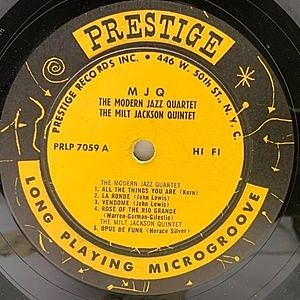 PRESTIGE
PRESTIGE RECORDS INC. • 446 W. 50th ST., N.Y.C.
MJQ
THE MODERN JAZZ QUARTET
THE MILT JACKSON QUINTET
PRLP 7059 A
HI FI
THE MODERN JAZZ QUARTET
1. ALL THE THINGS YOU ARE (Kern)
2. LA RONDE (John Lewis)
3. VENDOME (John Lewis)
4. ROSE OF THE RIO GRANDE
(Warren-Gorman-Gilestie)
THE MILT JACKSON QUINTET
5. OPUS DE FUNK (Horace Silver)
LONG PLAYING MICROGROOVE